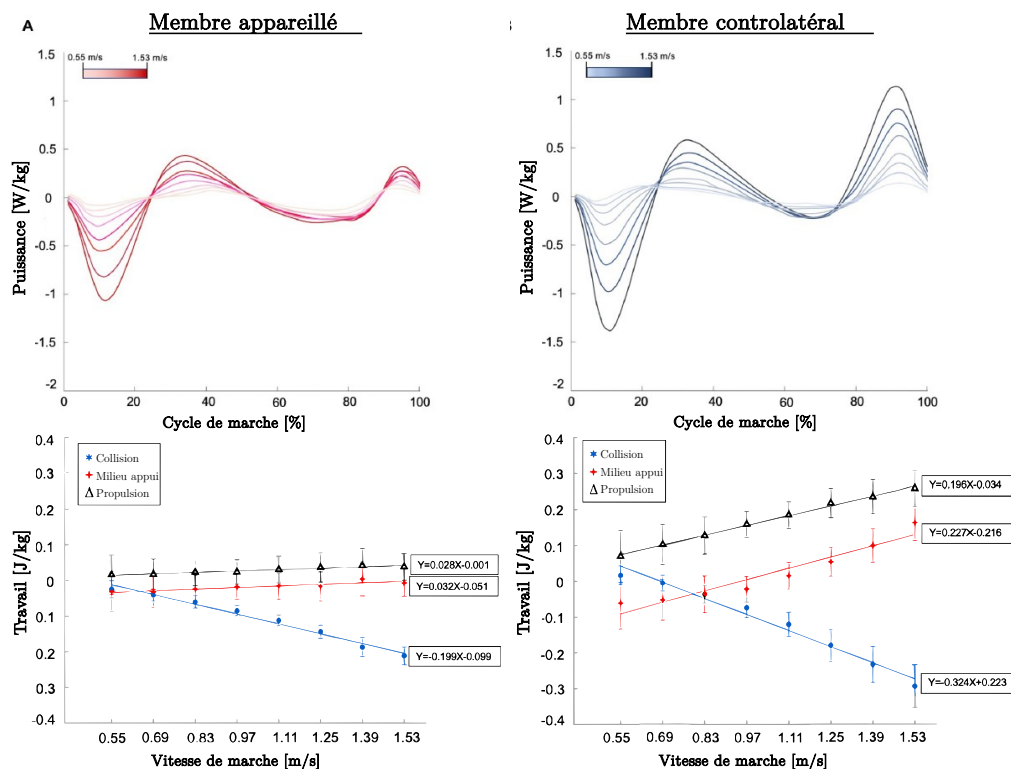 A
Membre appareillé
Puissance [W/kg]
0.55 m/s
1.53 m/s
1.5
1
0.5
0
-0.5
-1
-1.5
-2
0
20
40
60
80
100
Cycle de marche [%]
Membre controlatéral
Puissance [W/kg]
0.55 m/s
1.53 m/s
1.5
1
0.5
0
-0.5
-1
-1.5
-2
0
20
40
60
80
100
Cycle de marche [%]
Travail [J/kg]
0.4
0.3
0.2
0.1
0
0.1
0.2
0.3
-0.4
Collision
Milieu appui
Propulsion
Y=0.028X-0.001
Y=0.032X-0.051
Y=-0.199X-0.099
0.55 0.69 0.83 0.97 1.11 1.25 1.39 1.53
Vitesse de marche [m/s]
Travail [J/kg]
0.4
0.3
0.2
0.1
0
0.1
-0.2
-0.3
-0.4
Collision
Milieu appui
Propulsion
Y=0.196X-0.034
Y=0.227X-0.216
Y=-0.324X+0.223
0.55 0.69 0.83 0.97 1.11 1.25 1.39 1.53
Vitesse de marche [m/s]